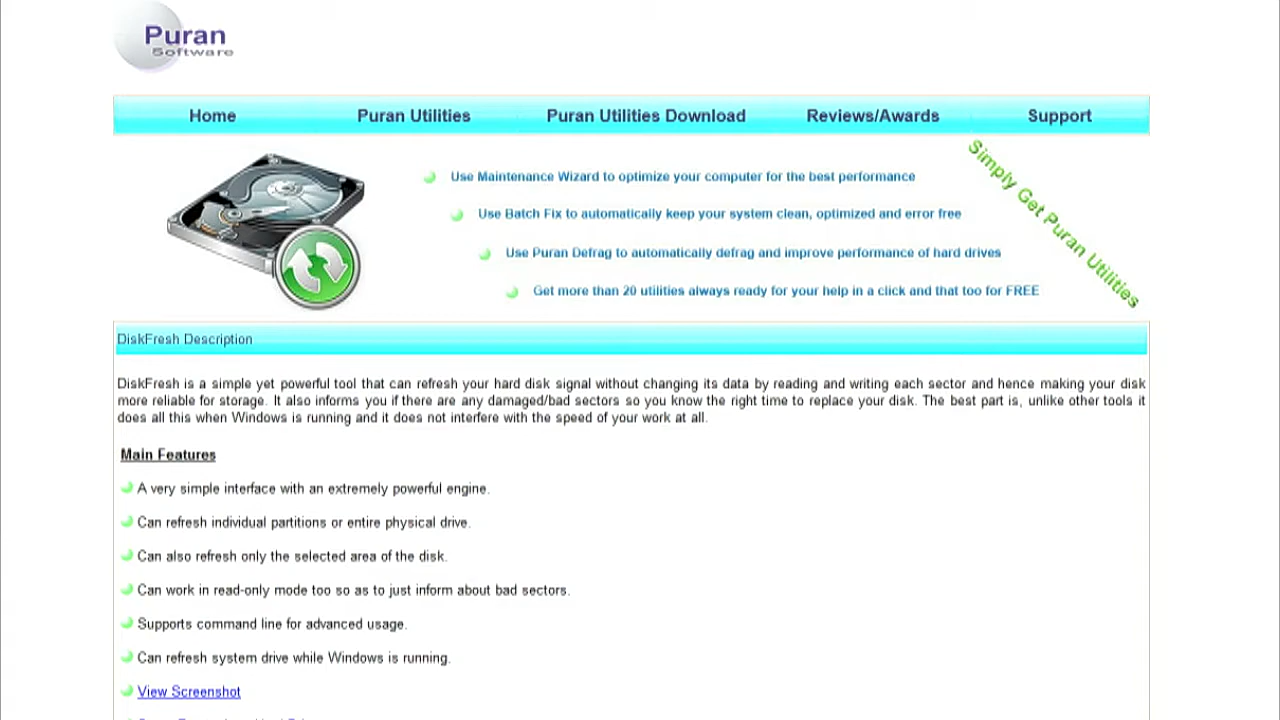 Puran
Software
Home Puran Utilities Puran Utilities Download Reviews/Awards Support
Use Maintenance Wizard to optimize your computer for the best performance
Use Batch Fix to automatically keep your system clean, optimized and error free
Use Puran Defrag to automatically defrag and improve performance of hard drives
Get more than 20 utilities always ready for your help in a click and that too for FREE
Simply Get Puran Utilities
DiskFresh Description
DiskFresh is a simple yet powerful tool that can refresh your hard disk signal without changing its data by reading and writing each sector and hence making your disk
more reliable for storage. It also informs you if there are any damaged/bad sectors so you know the right time to replace your disk. The best part is, unlike other tools it
does all this when Windows is running and it does not interfere with the speed of your work at all.
Main Features
A very simple interface with an extremely powerful engine.
Can refresh individual partitions or entire physical drive.
Can also refresh only the selected area of the disk.
Can work in read-only mode too so as to just inform about bad sectors.
Supports command line for advanced usage.
Can refresh system drive while Windows is running.
View Screenshot